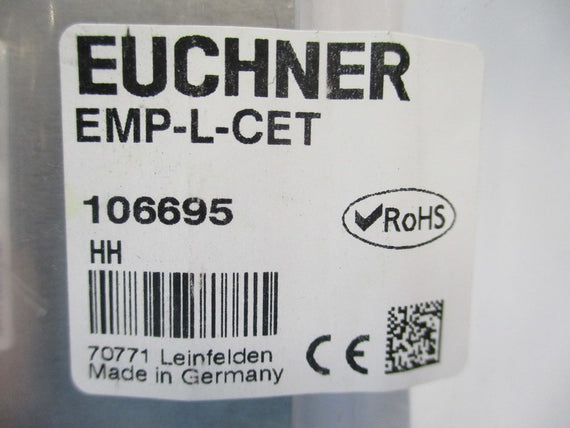 EUCHNER
EMP-L-CET
106695
RoHS
HH
70771 Leinfelden
Made in Germany
CE